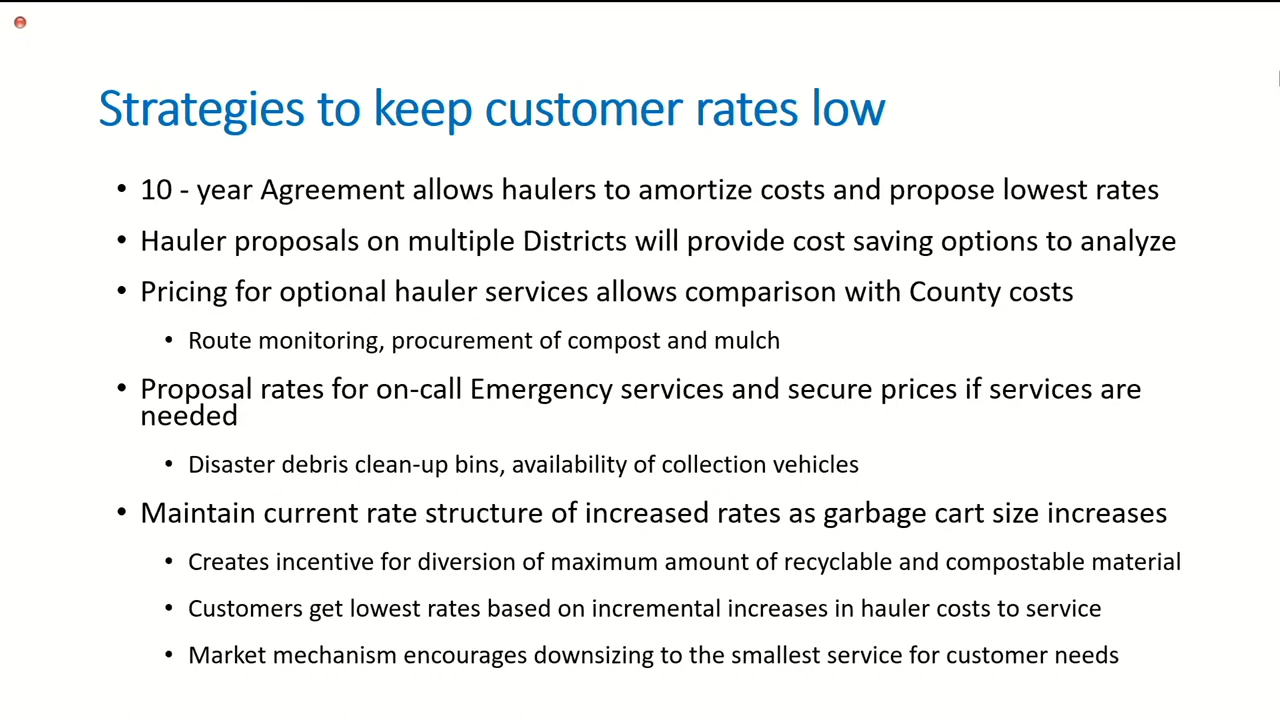 Strategies to keep customer rates low
• 10 - year Agreement allows haulers to amortize costs and propose lowest rates
• Hauler proposals on multiple Districts will provide cost saving options to analyze
• Pricing for optional hauler services allows comparison with County costs
• Route monitoring, procurement of compost and mulch
• Proposal rates for on-call Emergency services and secure prices if services are
needed
• Disaster debris clean-up bins, availability of collection vehicles
• Maintain current rate structure of increased rates as garbage cart size increases
• Creates incentive for diversion of maximum amount of recyclable and compostable material
• Customers get lowest rates based on incremental increases in hauler costs to service
• Market mechanism encourages downsizing to the smallest service for customer needs